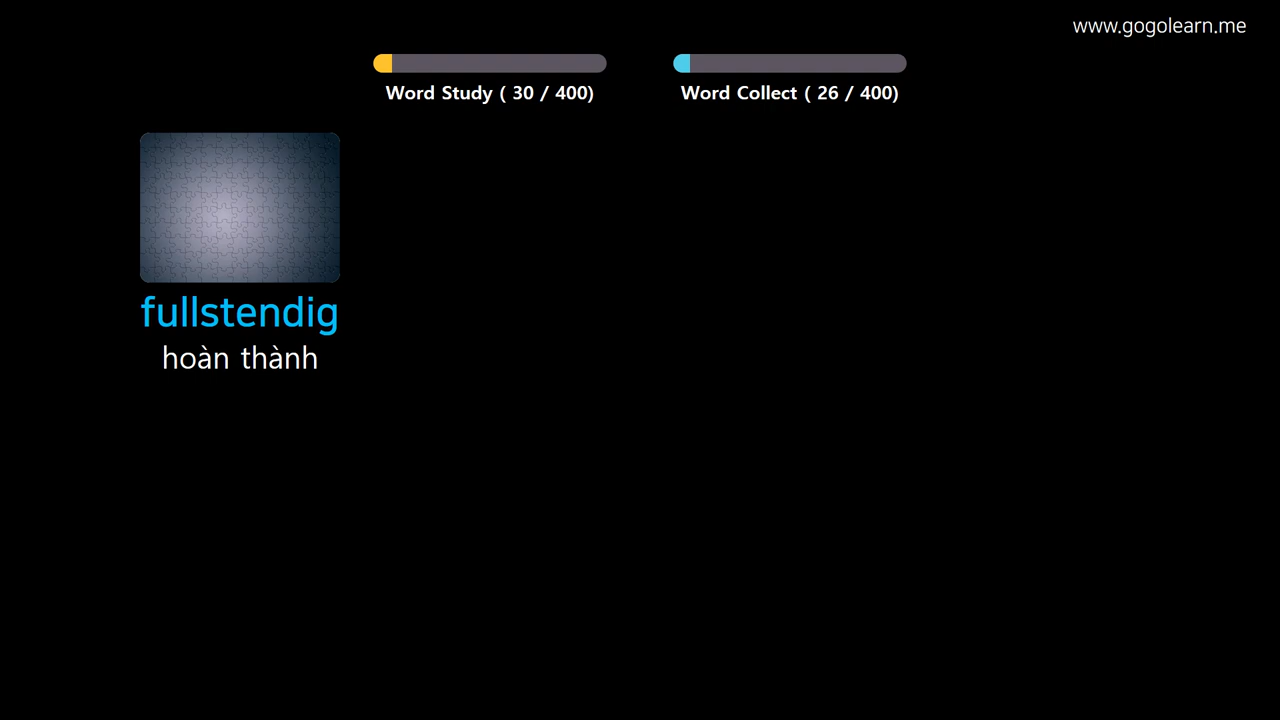 www.gogolearn.me
Word Study ( 30 / 400)
Word Collect ( 26 / 400)
fullstendig
hoàn thành